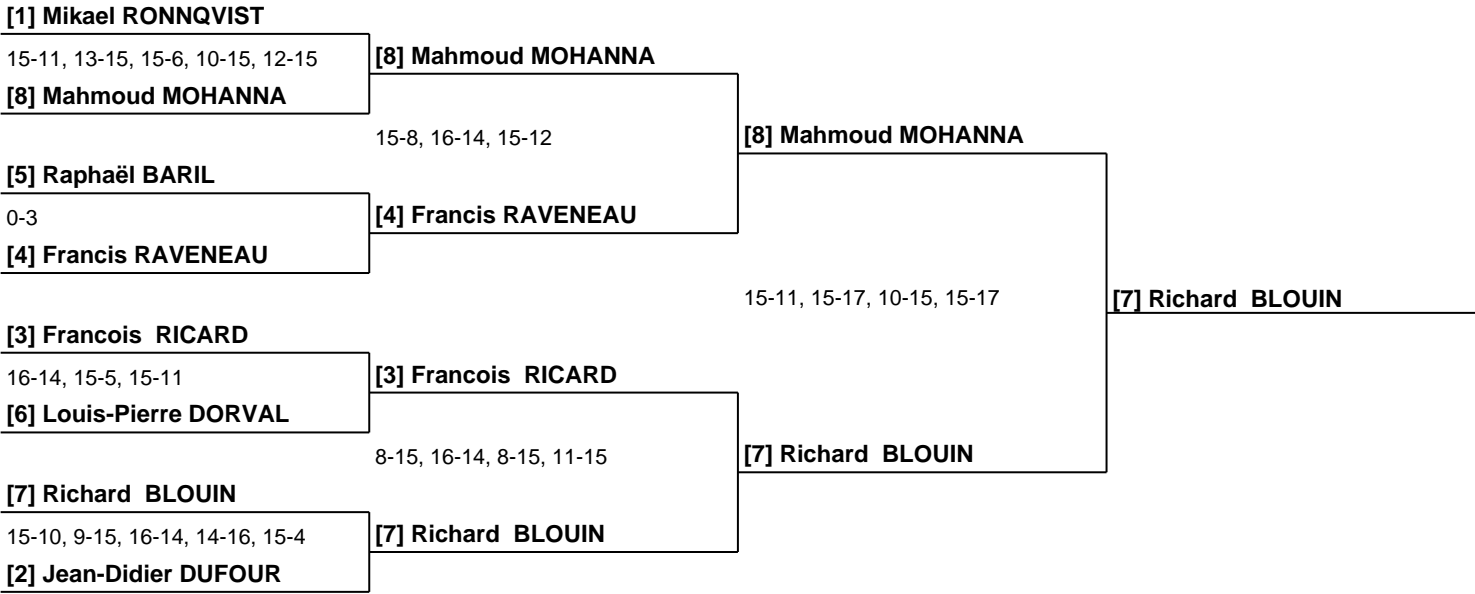 [1] Mikael RONNQVIST
15-11, 13-15, 15-6, 10-15, 12-15
[8] Mahmoud MOHANNA
[8] Mahmoud MOHANNA
15-8, 16-14, 15-12
[8] Mahmoud MOHANNA
[5] Raphaël BARIL
0-3
[4] Francis RAVENEAU
[4] Francis RAVENEAU
15-11, 15-17, 10-15, 15-17
[7] Richard BLOUIN
[3] Francois RICARD
16-14, 15-5, 15-11
[3] Francois RICARD
[6] Louis-Pierre DORVAL
8-15, 16-14, 8-15, 11-15
[7] Richard BLOUIN
[7] Richard BLOUIN
15-10, 9-15, 16-14, 14-16, 15-4
[7] Richard BLOUIN
[2] Jean-Didier DUFOUR